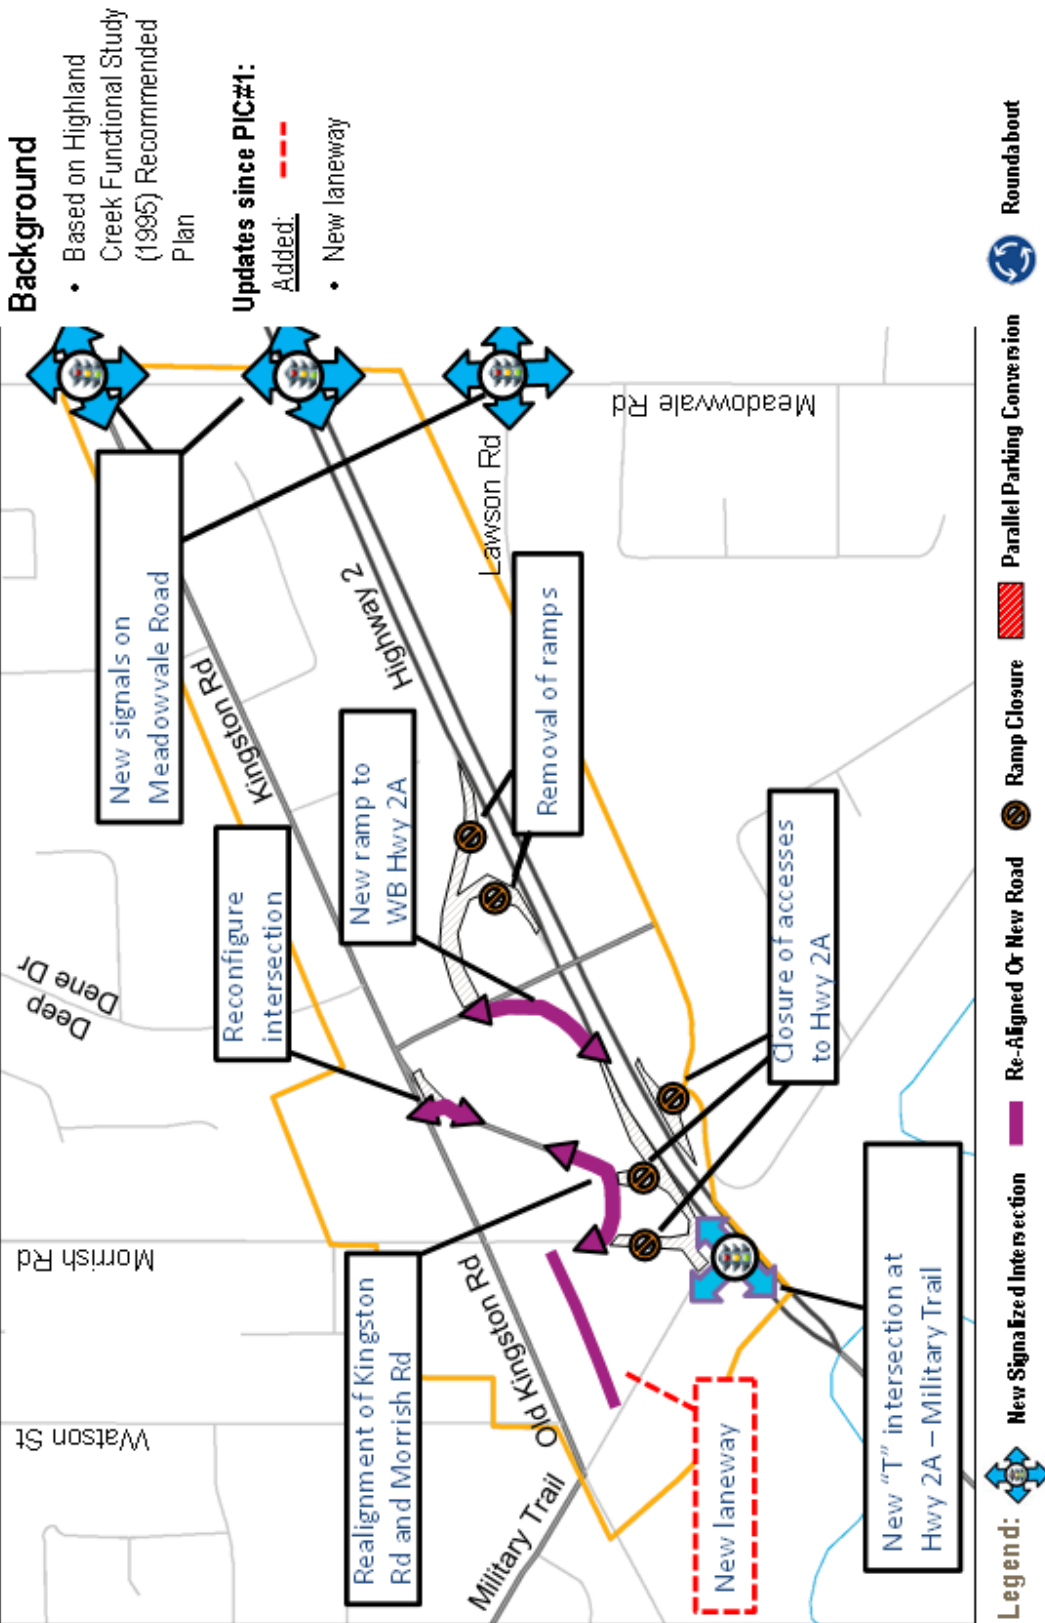 Background
• Based on Highland
Creek Functional Study
(1995) Recommended
Plan
Updates since PIC#1:
Added:
• New laneway
New signals on
Meadowvale Road
Reconfigure
intersection
New ramp to
WB Hwy 2A
Removal of ramps
Realignment of Kingston
Rd and Morrish Rd
Closure of accesses
to Hwy 2A
New laneway
New "T" intersection at
Hwy 2A – Military Trail
Watson St
Morrish Rd
Deep
Dene Dr
Kingston Rd
Highway 2
Lawson Rd
Meadowvale Rd
Old Kingston Rd
Military Trail
Legend:
New Signalized Intersection
Re-Aligned Or New Road
Ramp Closure
Parallel Parking Conversion
Roundabout